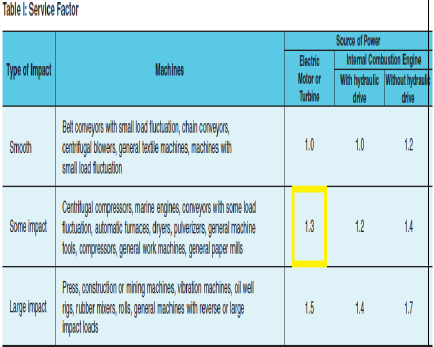 Table I: Service Factor
Type of Impact
Machines
Source of Power
Electric
Motor or
Turbine
Internal Combustion Engine
With hydraulic
drive
Without hydraulic
drive
Smooth
Belt conveyors with small load fluctuation, chain conveyors,
centrifugal blowers, general textile machines, machines with
small load fluctuation
1.0
1.0
1.2
Some impact
Centrifugal compressors, marine engines, conveyors with some load
fluctuation, automatic furnaces, dryers, pulverizers, general machine
tools, compressors, general work machines, general paper mills
1.3
1.2
1.4
Large impact
Press, construction or mining machines, vibration machines, oil well
rigs, rubber mixers, rolls, general machines with reverse or large
impact loads
1.5
1.4
1.7